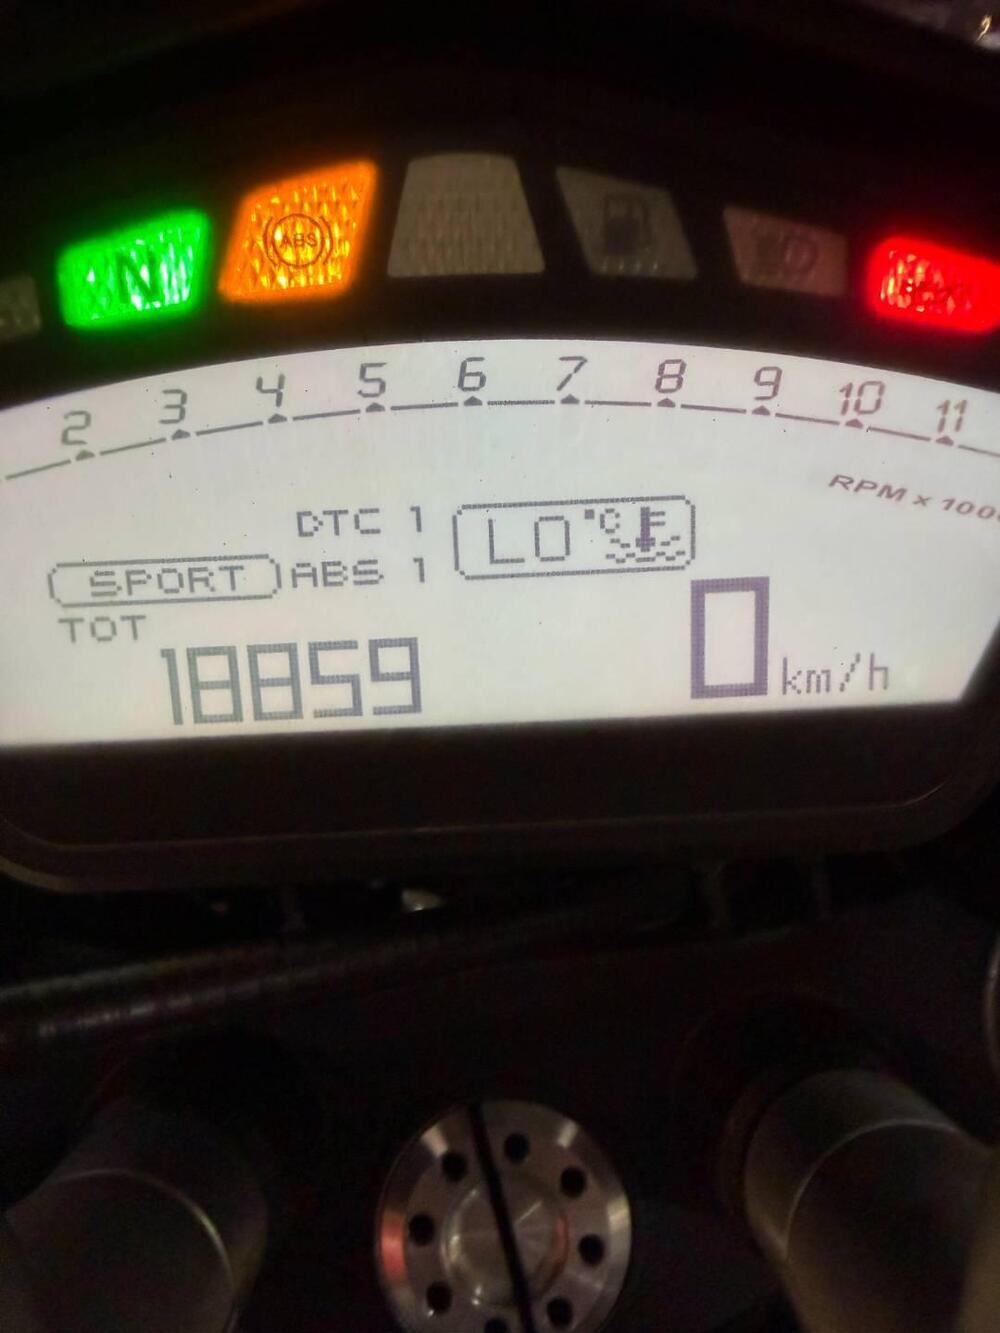 N ABS
2 3 4 5 6 7 8 9 10 11
RPM x 100
DTC 1
LO °C
SPORT ABS 1
TOT
18859
0 km/h